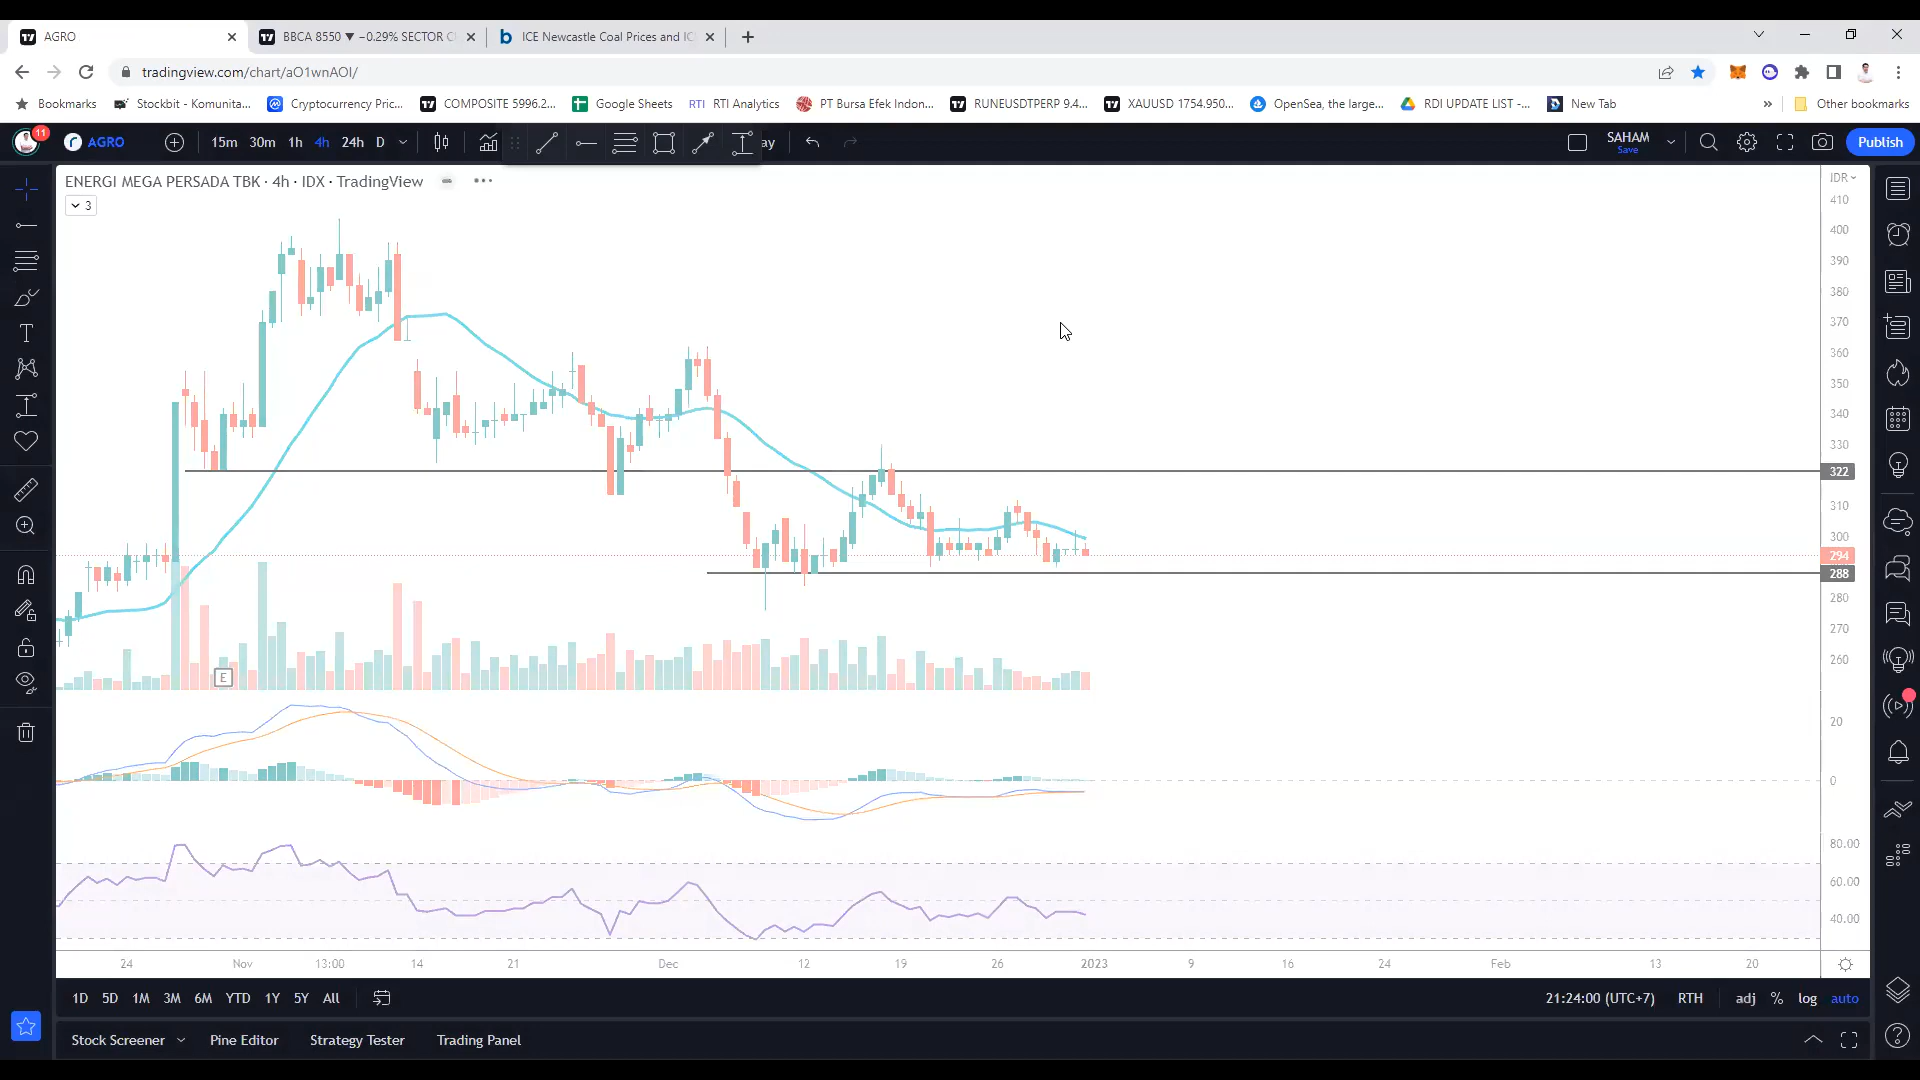 AGRO
BBCA 8550 ▼ −0.29% SECTOR C
ICE Newcastle Coal Prices and IC
tradingview.com/chart/aO1wnAOI/
Bookmarks
Stockbit - Komunita...
Cryptocurrency Pric...
COMPOSITE 5996.2...
Google Sheets
RTI RTI Analytics
PT Bursa Efek Indon...
RUNEUSDTPERP 9.4...
XAUUSD 1754.950...
OpenSea, the large...
RDI UPDATE LIST -...
New Tab
»
Other bookmarks
11
AGRO
15m 30m 1h 4h 24h D
ay
SAHAM
Save
Publish
ENERGI MEGA PERSADA TBK · 4h · IDX · TradingView
3
IDR
410
400
390
380
370
360
350
340
330
322
310
300
294
288
280
270
260
E
20
0
80.00
60.00
40.00
24 Nov 13:00 14 21 Dec 12 19 26 2023 9 16 24 Feb 13 20
1D 5D 1M 3M 6M YTD 1Y 5Y All
21:24:00 (UTC+7) RTH adj % log auto
Stock Screener Pine Editor Strategy Tester Trading Panel